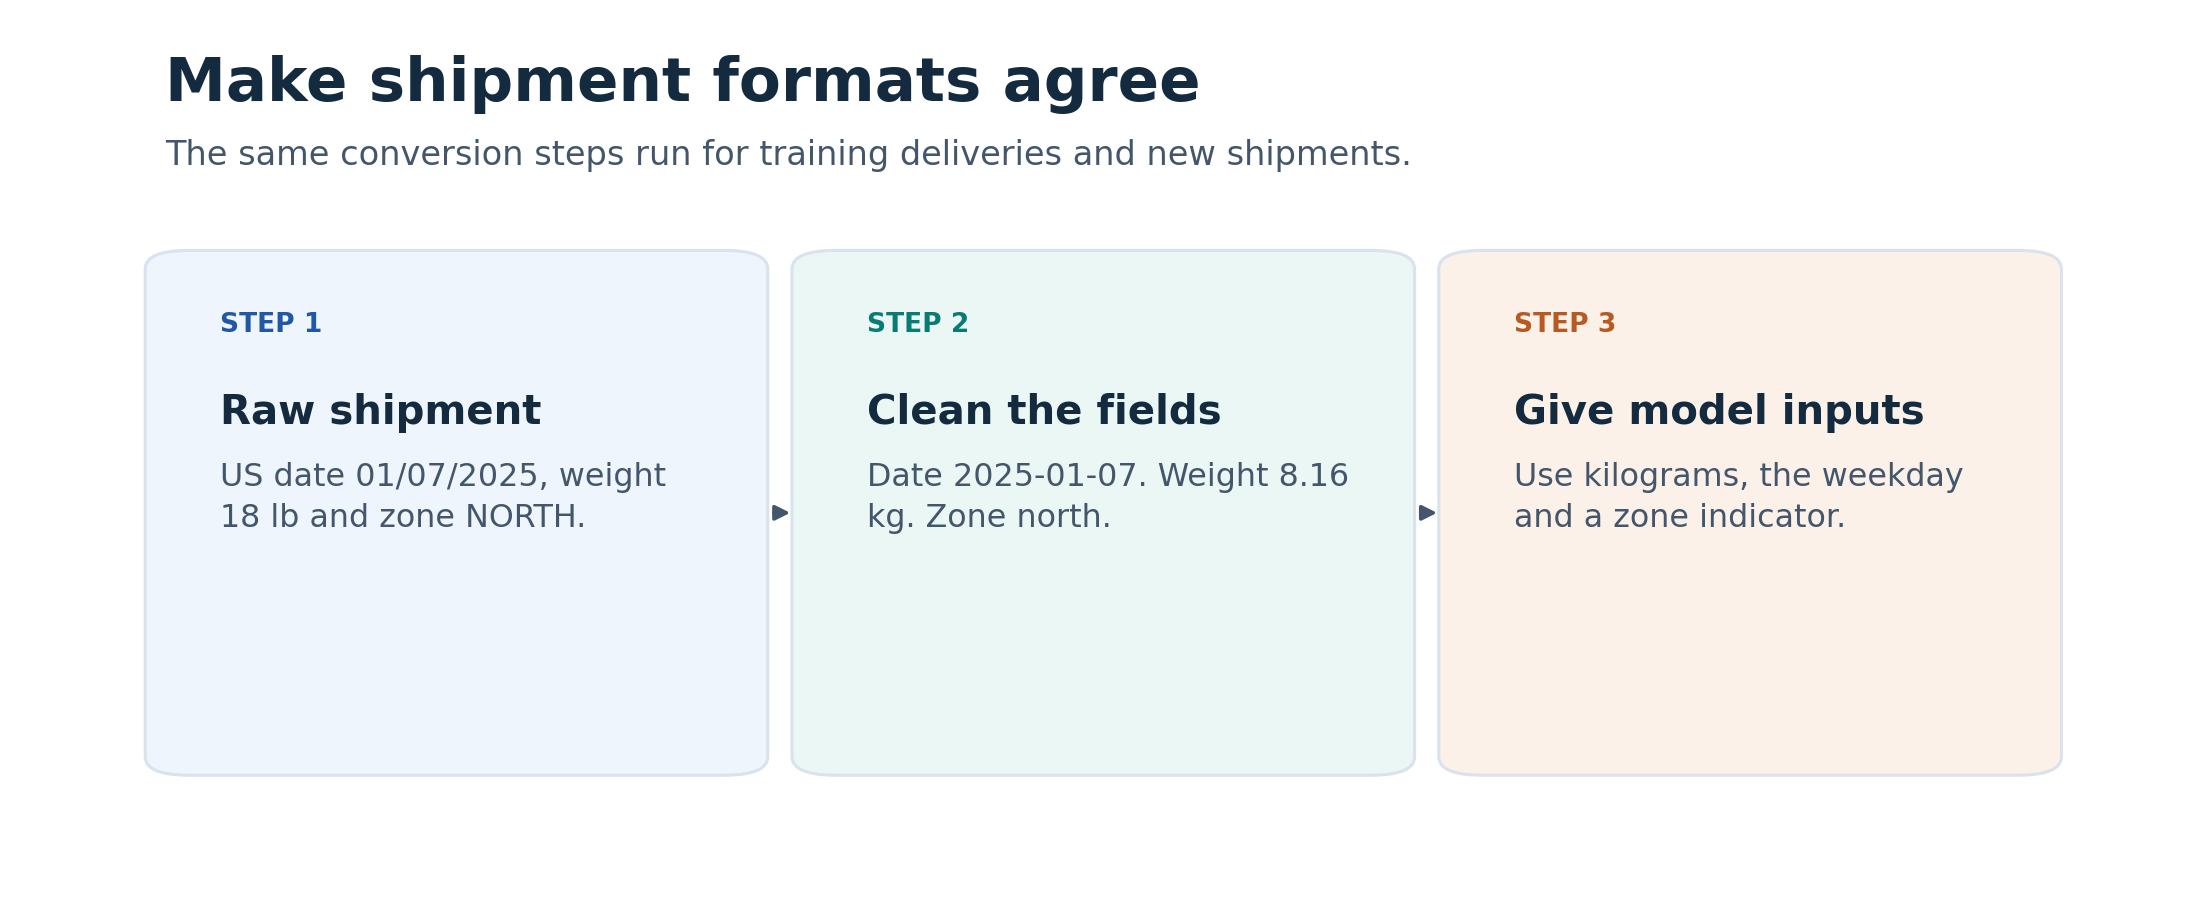 Make shipment formats agree
The same conversion steps run for training deliveries and new shipments.
STEP 1
Raw shipment
US date 01/07/2025, weight
18 lb and zone NORTH.
STEP 2
Clean the fields
Date 2025-01-07. Weight 8.16
kg. Zone north.
STEP 3
Give model inputs
Use kilograms, the weekday
and a zone indicator.